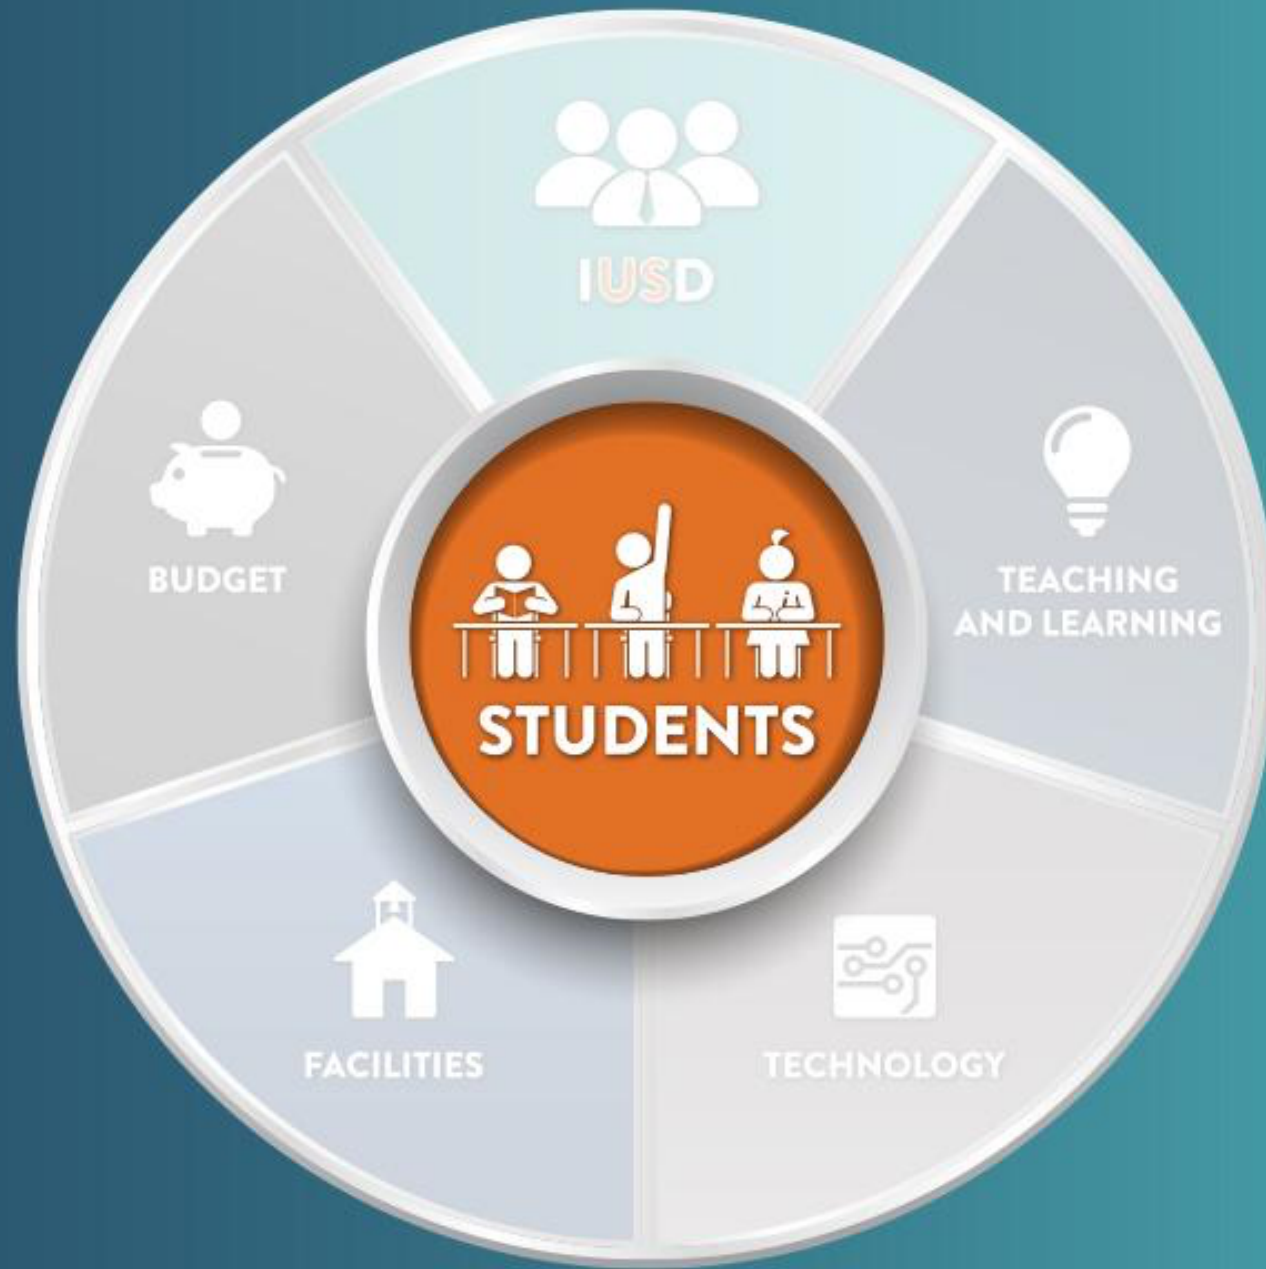 IUSD
BUDGET
TEACHING
AND LEARNING
STUDENTS
FACILITIES
TECHNOLOGY